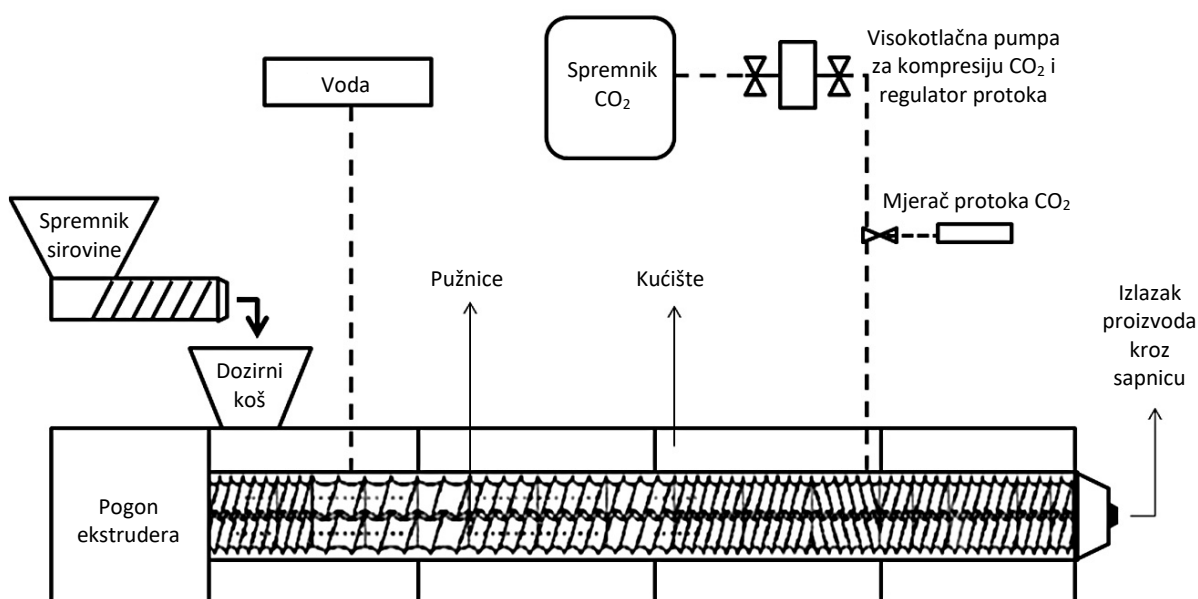 Voda
Spremnik
CO₂
Visokotlačna pumpa
za kompresiju CO₂ i
regulator protoka
Mjerač protoka CO₂
Spremnik
sirovine
Pužnice
Kućište
Izlazak
proizvoda
kroz
sapnicu
Dozirni
koš
Pogon
ekstrudera